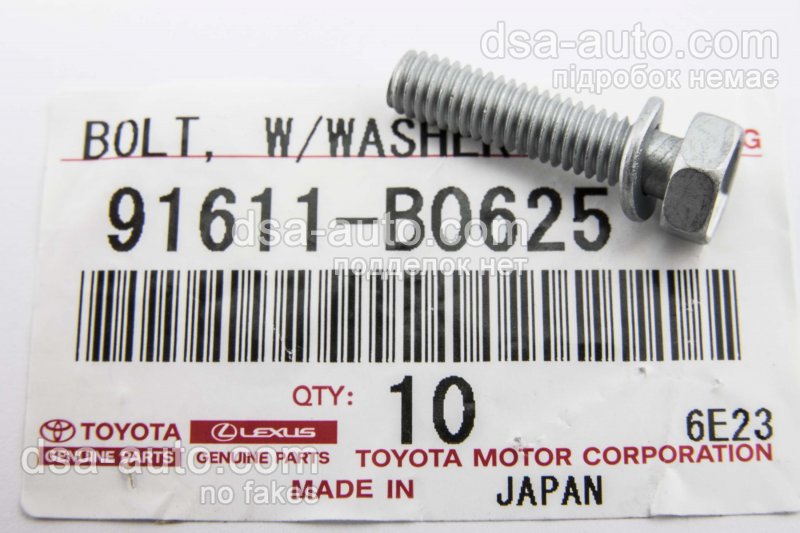 dsa-auto.com
підробок немає
BOLT, W/WASHER G
91611-B0625
dsa-auto.com
подделок нет
QTY: 10
6E23
TOYOTA LEXUS
GENUINE PARTS GENUINE PARTS TOYOTA MOTOR CORPORATION
dsa-auto.com
no fakes
MADE IN JAPAN